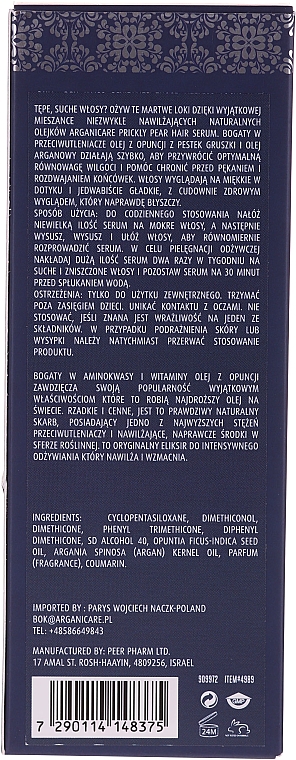 TĘPE, SUCHE WŁOSY? OŻYW TE MARTWE LOKI DZIĘKI WYJĄTKOWEJ
MIESZANCE NIEZWYKLE NAWILŻAJĄCYCH NATURALNYCH
OLEJKÓW ARGANICARE PRICKLY PEAR HAIR SERUM. BOGATY W
PRZECIWUTLENIACZE OLEJ Z OPUNCJI Z PESTEK GRUSZKI I OLEJ
ARGANOWY DZIAŁAJĄ SZYBKO, ABY PRZYWRÓCIĆ OPTYMALNĄ
RÓWNOWAGĘ WILGOCI I POMÓC CHRONIĆ PRZED PĘKANIEM I
ROZDWAJANIEM KOŃCÓWEK. WŁOSY WYGLĄDAJĄ NA MIĘKKIE W
DOTYKU I JEDWABIŚCIE GŁADKIE, Z CUDOWNIE ZDROWYM
WYGLĄDEM, KTÓRY NAPRAWDĘ BŁYSZCZY.
SPOSÓB UŻYCIA: DO CODZIENNEGO STOSOWANIA NAŁÓŻ
NIEWIELKĄ ILOŚĆ SERUM NA MOKRE WŁOSY, A NASTĘPNIE
WYSUSZ, WYSUSZ I UŁÓŻ WŁOSY, ABY RÓWNOMIERNIE
ROZPROWADZIĆ SERUM. W CELU PIELĘGNACJI ODŻYWCZEJ
NAKŁADAJ DUŻĄ ILOŚĆ SERUM DWA RAZY W TYGODNIU NA
SUCHE I ZNISZCZONE WŁOSY I POZOSTAW SERUM NA 30 MINUT
PRZED SPŁUKANIEM WODĄ.
OSTRZEŻENIA: TYLKO DO UŻYTKU ZEWNĘTRZNEGO. TRZYMAĆ
POZA ZASIĘGIEM DZIECI. UNIKAĆ KONTAKTU Z OCZAMI. NIE
STOSOWAĆ, JEŚLI ZNANA JEST WRAŻLIWOŚĆ NA JEDEN ZE
SKŁADNIKÓW. W PRZYPADKU PODRAŻNIENIA SKÓRY LUB
WYSYPKI NALEŻY NATYCHMIAST PRZERWAĆ STOSOWANIE
PRODUKTU.
BOGATY W AMINOKWASY I WITAMINY OLEJ Z OPUNCJI
ZAWDZIĘCZA SWOJĄ POPULARNOŚĆ WYJĄTKOWYM
WŁAŚCIWOŚCIOM KTÓRE TO ROBIĄ NAJDROŻSZY OLEJ NA
ŚWIECIE. RZADKIE I CENNE, JEST TO PRAWDZIWY NATURALNY
SKARB, POSIADAJĄCY JEDNO Z NAJWYŻSZYCH STĘŻEŃ
PRZECIWUTLENIACZY I NAWILŻAJĄCE, NAPRAWCZE ŚRODKI W
SFERZE ROŚLINNEJ, TO ORYGINALNY ELIKSIR DO INTENSYWNEGO
ODŻYWIANIA KTÓRY NAWILŻA I WZMACNIA.
INGREDIENTS: CYCLOPENTASILOXANE, DIMETHICONOL,
DIMETHICONE, PHENYL TRIMETHICONE, DIPHENYL
DIMETHICONE, SD ALCOHOL 40, OPUNTIA FICUS-INDICA SEED
OIL, ARGANIA SPINOSA (ARGAN) KERNEL OIL, PARFUM
(FRAGRANCE), COUMARIN.
IMPORTED BY : PARYS WOJCIECH NACZK-POLAND
BOK@ARGANICARE.PL
TEL: +48586649843
MANUFACTURED BY: PEER PHARM LTD.
17 AMAL ST. ROSH-HAAYIN, 4809256, ISRAEL
909972 ITEM#4989
7 290114 148375
24M GMP